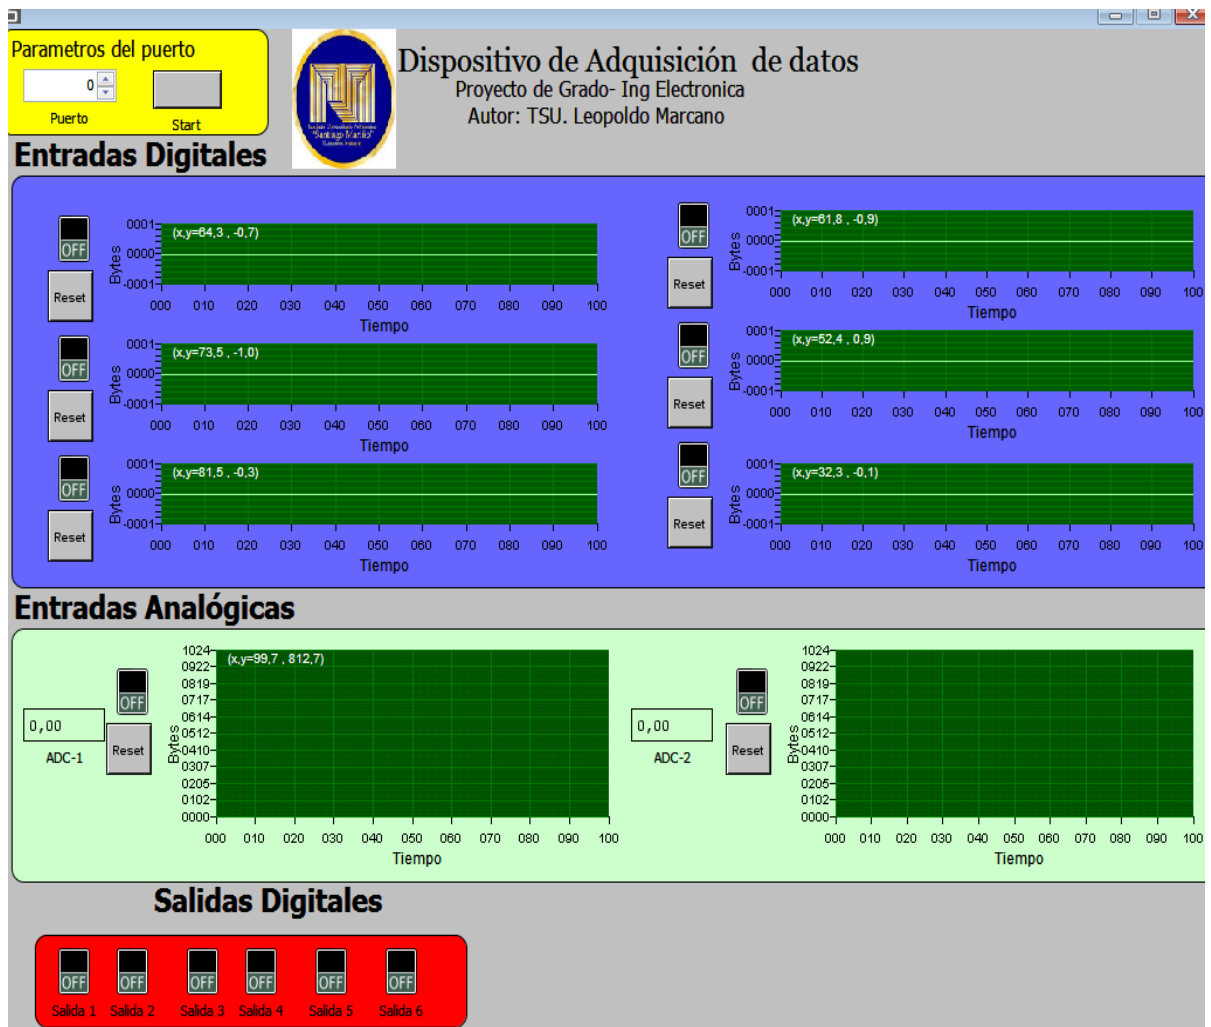 Parametros del puerto
0
Puerto
Start
Dispositivo de Adquisición de datos
Proyecto de Grado- Ing Electronica
Autor: TSU. Leopoldo Marcano
"Santiago Mariño"
Entradas Digitales
OFF
Reset
0001
0000
-0001
Bytes
(x,y=64,3 , -0,7)
000 010 020 030 040 050 060 070 080 090 100
Tiempo
OFF
Reset
0001
0000
-0001
Bytes
(x,y=61,8 , -0,9)
000 010 020 030 040 050 060 070 080 090 100
Tiempo
OFF
Reset
0001
0000
-0001
Bytes
(x,y=73,5 , -1,0)
000 010 020 030 040 050 060 070 080 090 100
Tiempo
OFF
Reset
0001
0000
-0001
Bytes
(x,y=52,4 , 0,9)
000 010 020 030 040 050 060 070 080 090 100
Tiempo
OFF
Reset
0001
0000
-0001
Bytes
(x,y=81,5 , -0,3)
000 010 020 030 040 050 060 070 080 090 100
Tiempo
OFF
Reset
0001
0000
-0001
Bytes
(x,y=32,3 , -0,1)
000 010 020 030 040 050 060 070 080 090 100
Tiempo
Entradas Analógicas
0,00
ADC-1
OFF
Reset
1024
0922
0819
0717
0614
0512
0410
0307
0205
0102
0000
Bytes
(x,y=99,7 , 812,7)
000 010 020 030 040 050 060 070 080 090 100
Tiempo
0,00
ADC-2
OFF
Reset
1024
0922
0819
0717
0614
0512
0410
0307
0205
0102
0000
Bytes
000 010 020 030 040 050 060 070 080 090 100
Tiempo
Salidas Digitales
OFF OFF OFF OFF OFF OFF
Salida 1 Salida 2 Salida 3 Salida 4 Salida 5 Salida 6